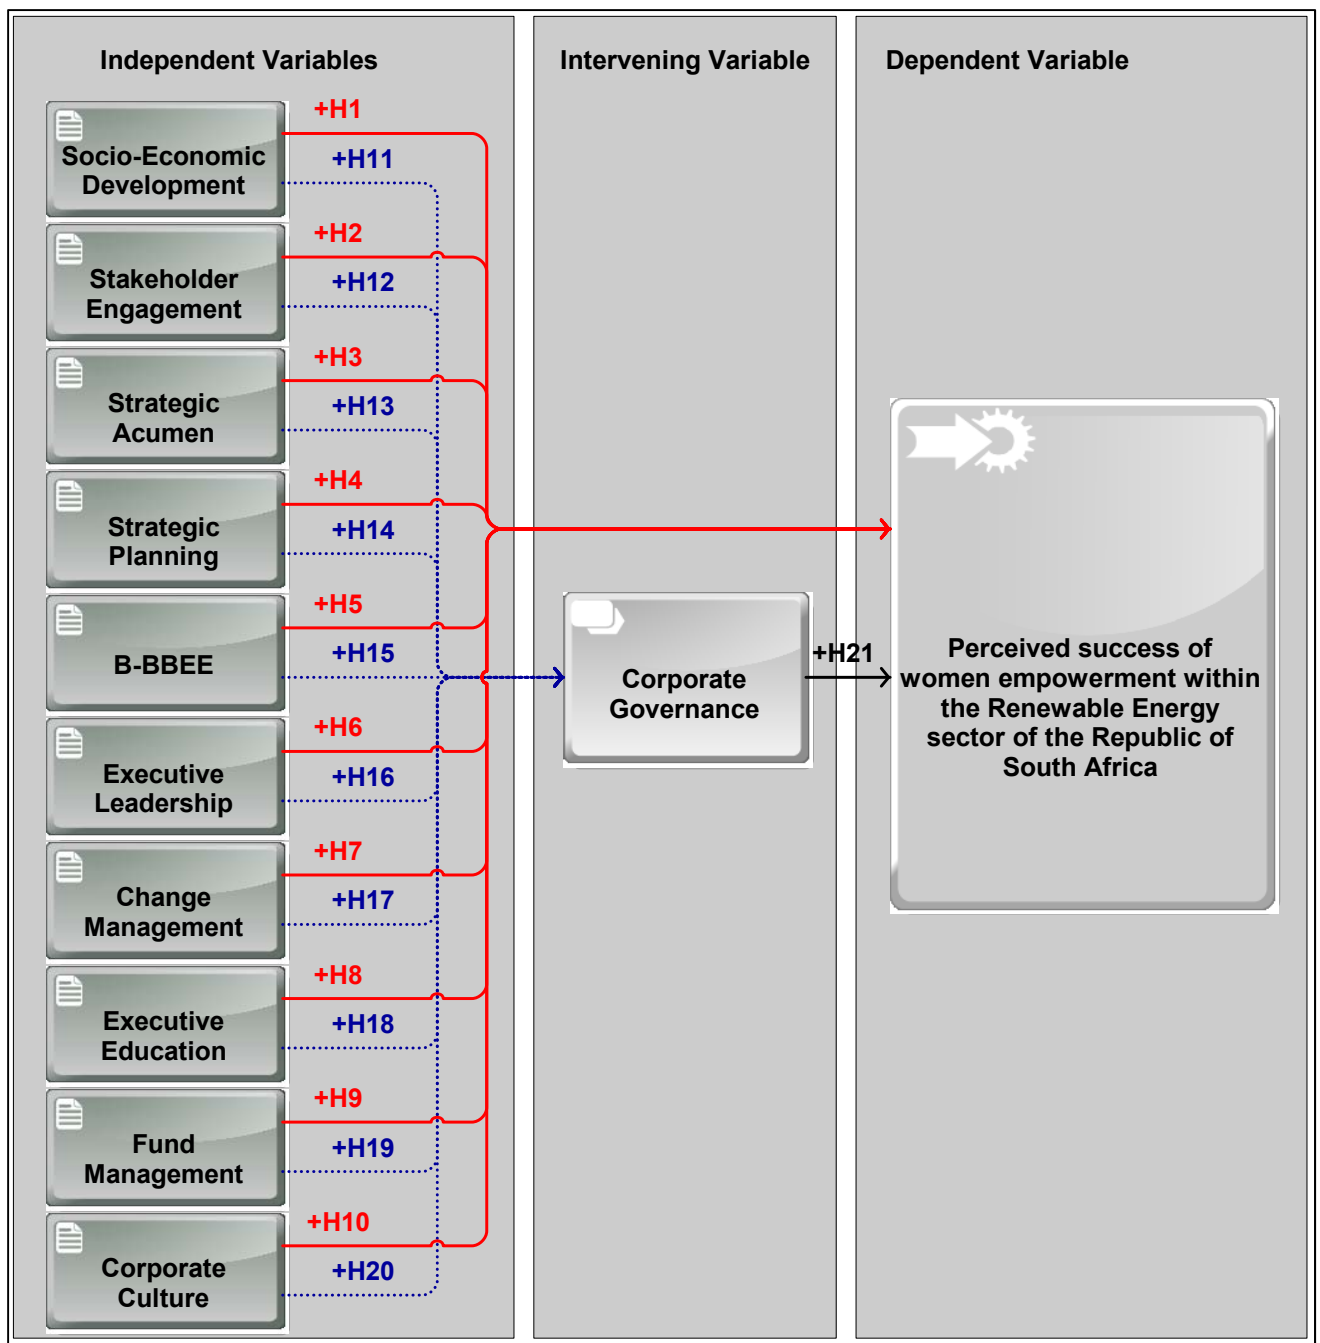 Independent Variables
Intervening Variable
Dependent Variable
+H1
Socio-Economic
Development
+H11
+H2
Stakeholder
Engagement
+H12
+H3
Strategic
Acumen
+H13
+H4
Strategic
Planning
+H14
+H5
B-BBEE
+H15
+H6
Executive
Leadership
+H16
+H7
Change
Management
+H17
+H8
Executive
Education
+H18
+H9
Fund
Management
+H19
+H10
Corporate
Culture
+H20
Corporate
Governance
+H21
Perceived success of
women empowerment within
the Renewable Energy
sector of the Republic of
South Africa